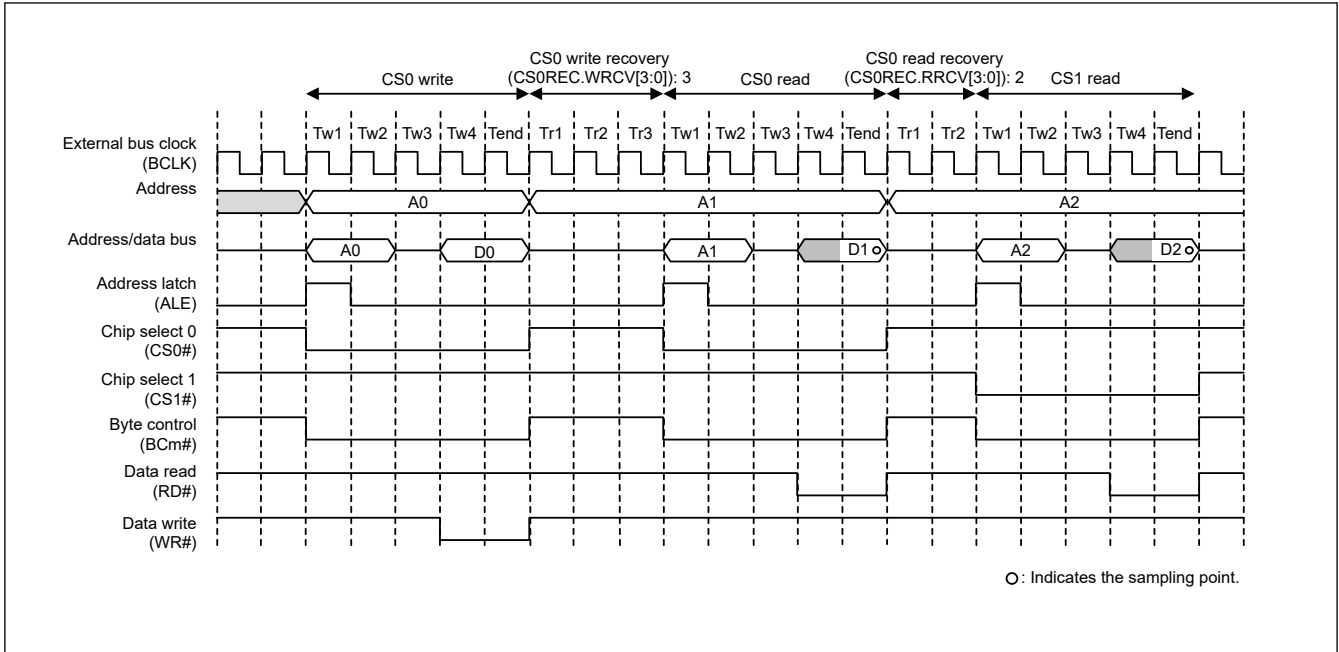 CS0 write
CS0 write recovery
(CS0REC.WRCV[3:0]): 3
CS0 read
CS0 read recovery
(CS0REC.RRCV[3:0]): 2
CS1 read
Tw1 Tw2 Tw3 Tw4 Tend Tr1 Tr2 Tr3 Tw1 Tw2 Tw3 Tw4 Tend Tr1 Tr2 Tw1 Tw2 Tw3 Tw4 Tend
External bus clock
(BCLK)
Address
A0 A1 A2
Address/data bus
A0 D0 A1 D1 A2 D2
Address latch
(ALE)
Chip select 0
(CS0#)
Chip select 1
(CS1#)
Byte control
(BCm#)
Data read
(RD#)
Data write
(WR#)
: Indicates the sampling point.